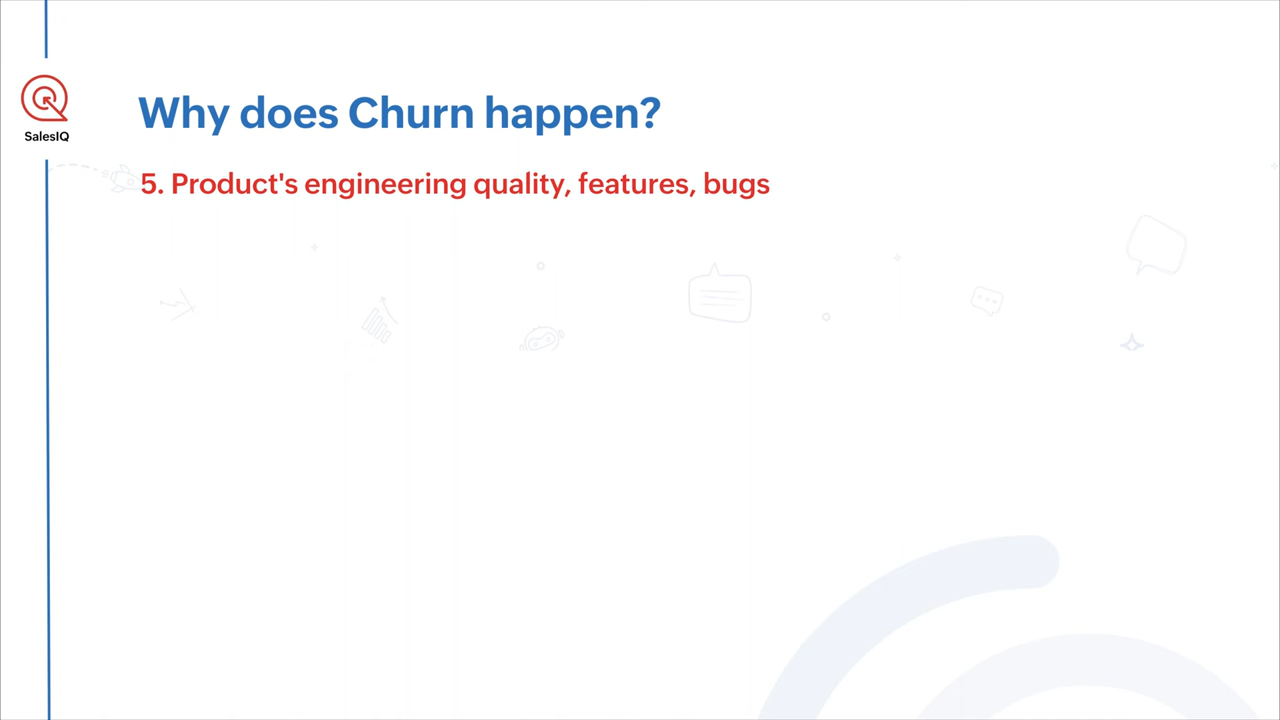 Why does Churn happen?
SalesIQ
5. Product's engineering quality, features, bugs